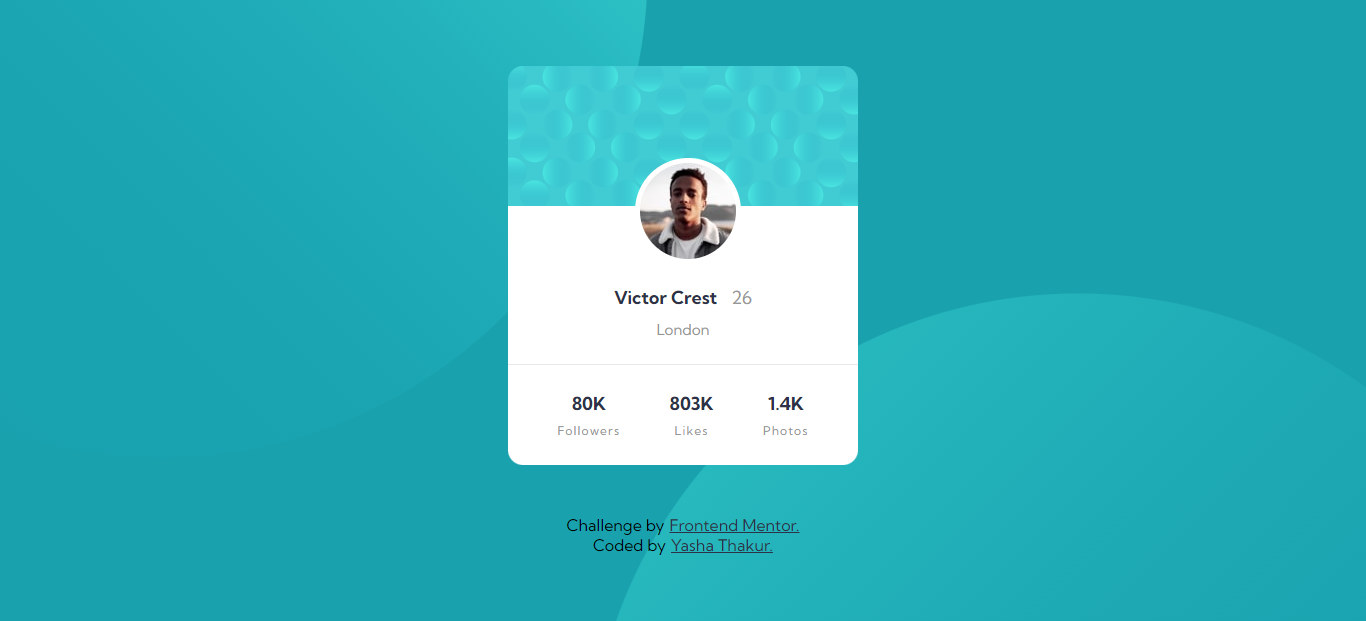 Victor Crest 26
London
80K 803K 1.4K
Followers Likes Photos
Challenge by Frontend Mentor.
Coded by Yasha Thakur.